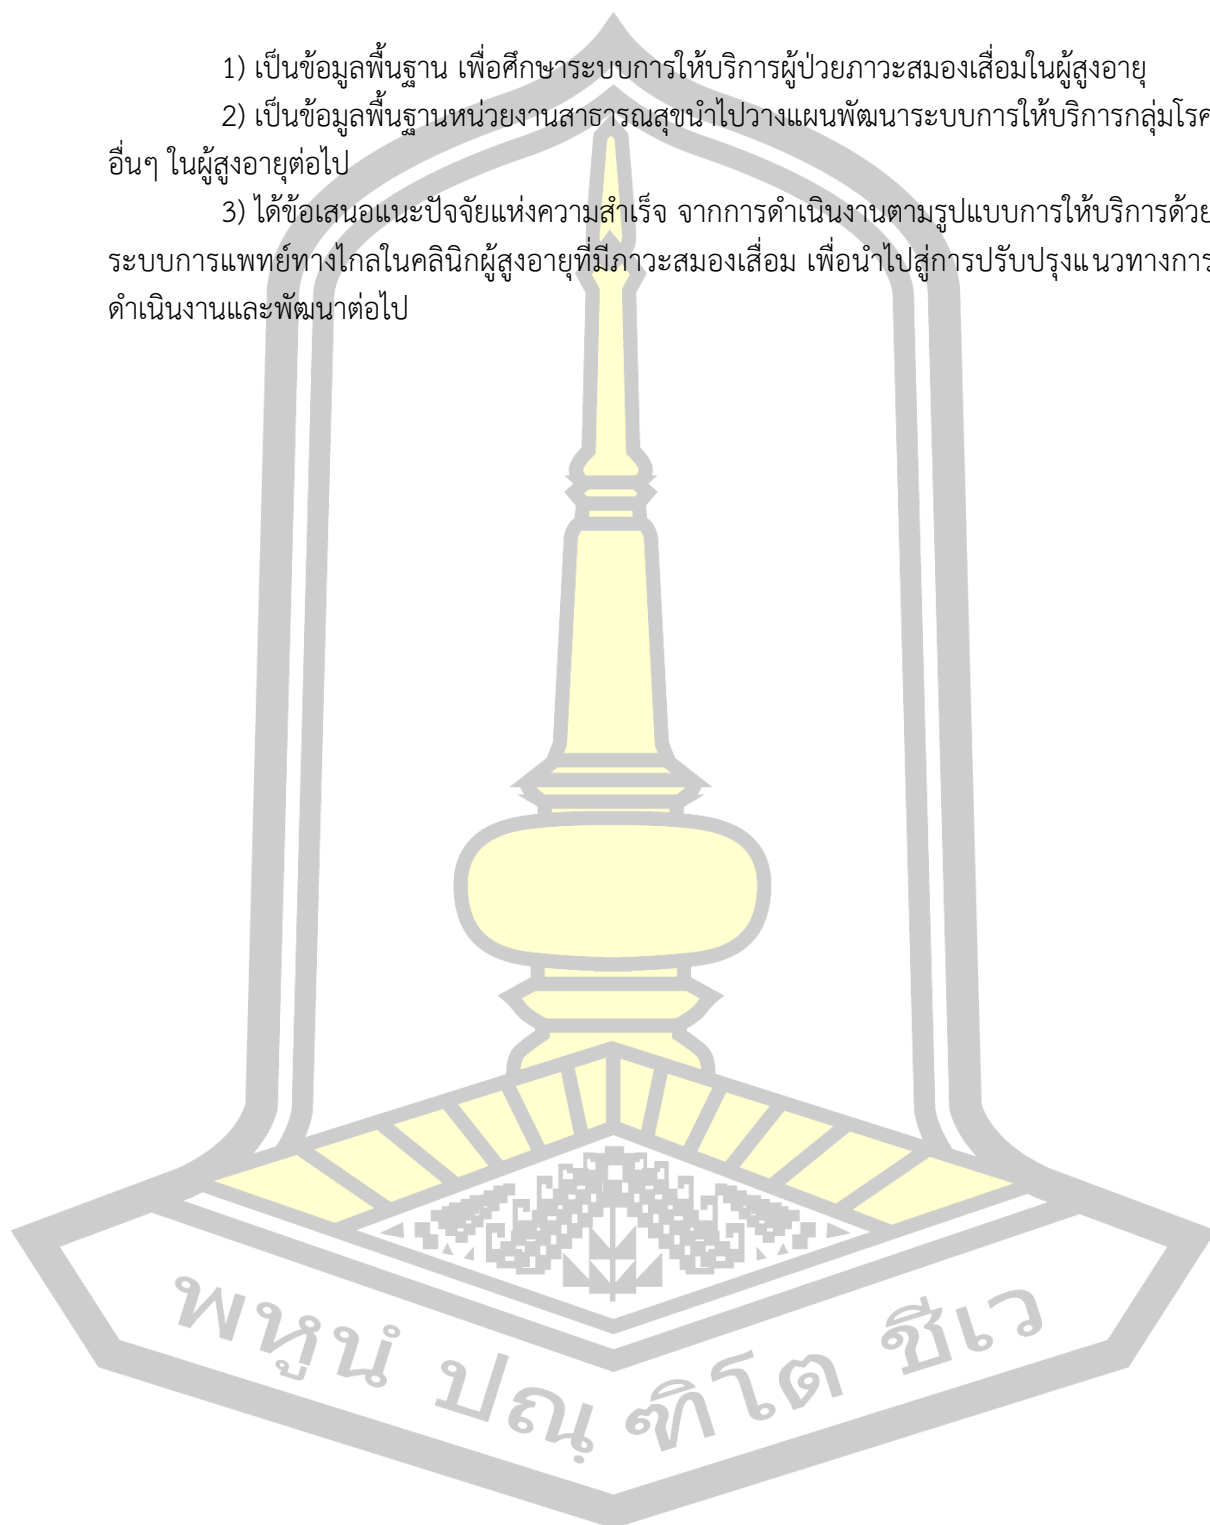 1) เป็นข้อมูลพื้นฐาน เพื่อศึกษาระบบการให้บริการผู้ป่วยภาวะสมองเสื่อมในผู้สูงอายุ
2) เป็นข้อมูลพื้นฐานหน่วยงานสาธารณสุขนำไปวางแผนพัฒนาระบบการให้บริการกลุ่มโรค
อื่นๆ ในผู้สูงอายุต่อไป
3) ได้ข้อเสนอแนะปัจจัยแห่งความสำเร็จ จากการดำเนินงานตามรูปแบบการให้บริการด้วย
ระบบการแพทย์ทางไกลในคลินิกผู้สูงอายุที่มีภาวะสมองเสื่อม เพื่อนำไปสู่การปรับปรุงแนวทางการ
ดำเนินงานและพัฒนาต่อไป
พหูนํ ปณฺ ฑิโต ชีเว